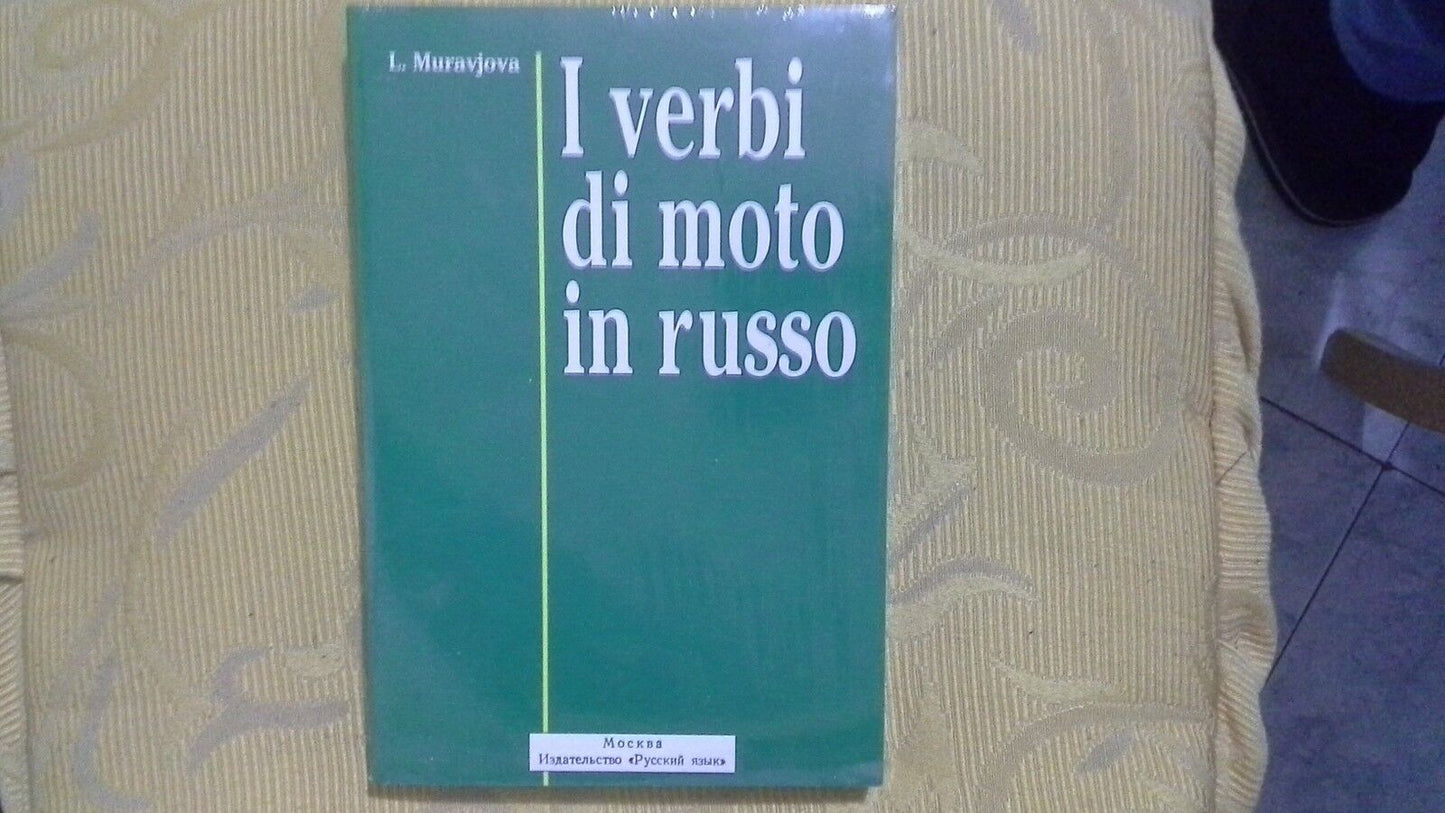 L. Muravjova
I verbi
di moto
in russo
Москва
Издательство «Русский язык»